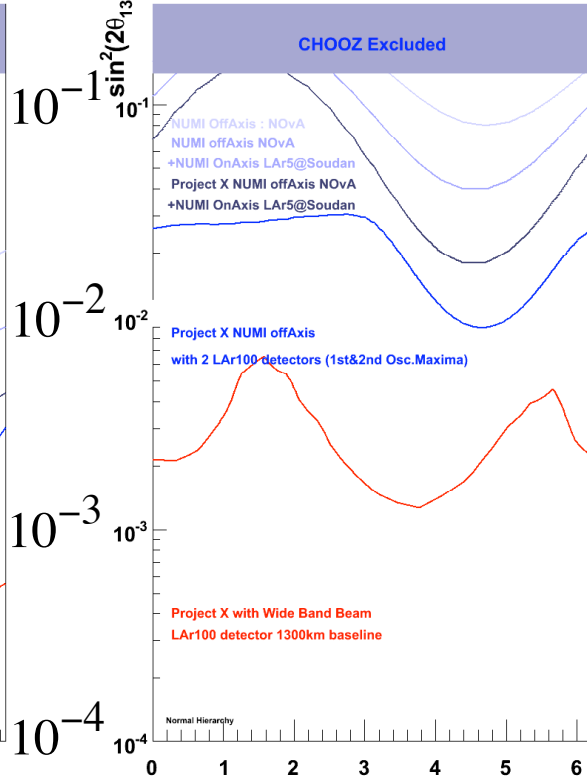 CHOOZ Excluded
sin²(2θ13
10⁻¹
10⁻¹
NUMI OffAxis : NOvA
NUMI offAxis NOvA
+NUMI OnAxis LAr5@Soudan
Project X NUMI offAxis NOvA
+NUMI OnAxis LAr5@Soudan
10⁻²
10⁻²
Project X NUMI offAxis
with 2 LAr100 detectors (1st&2nd Osc.Maxima)
10⁻³
10⁻³
Project X with Wide Band Beam
LAr100 detector 1300km baseline
Normal Hierarchy
10⁻⁴
10⁻⁴
0 1 2 3 4 5 6